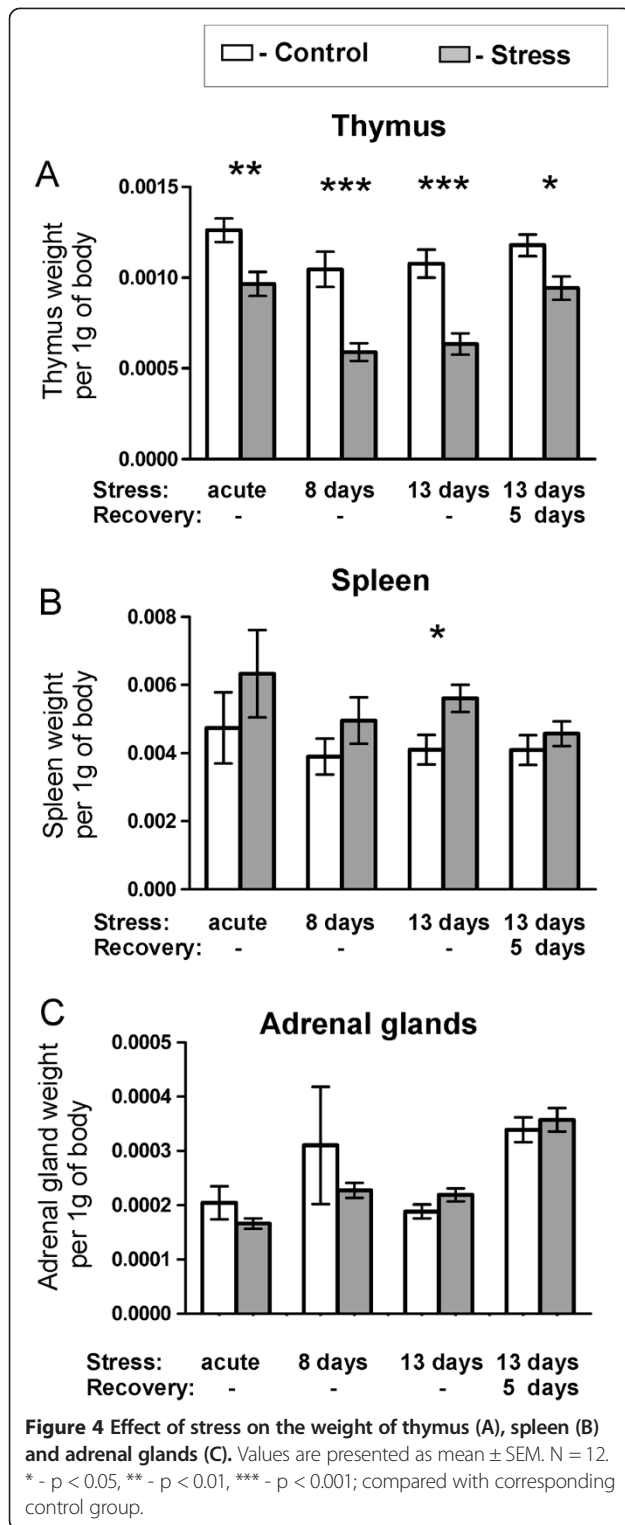 - Control - Stress
Thymus
A
** *** *** *
Thymus weight
per 1g of body
0.0015
0.0010
0.0005
0.0000
Stress: acute 8 days 13 days 13 days
Recovery: - - - 5 days
Spleen
B
*
Spleen weight
per 1g of body
0.008
0.006
0.004
0.002
0.000
Stress: acute 8 days 13 days 13 days
Recovery: - - - 5 days
C
Adrenal glands
Adrenal gland weight
per 1g of body
0.0005
0.0004
0.0003
0.0002
0.0001
0.0000
Stress: acute 8 days 13 days 13 days
Recovery: - - - 5 days
Figure 4 Effect of stress on the weight of thymus (A), spleen (B)
and adrenal glands (C). Values are presented as mean ± SEM. N = 12.
* - p < 0.05, ** - p < 0.01, *** - p < 0.001; compared with corresponding
control group.